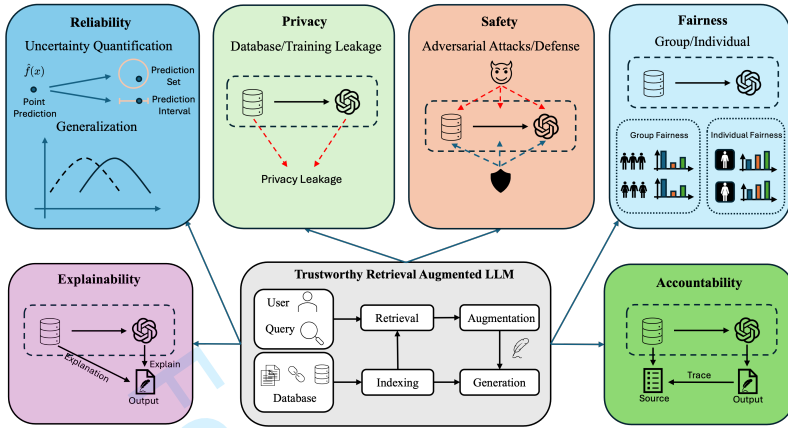 Reliability
Uncertainty Quantification
f̂(x)
Point
Prediction
Prediction
Set
Prediction
Interval
Generalization
Privacy
Database/Training Leakage
Privacy Leakage
Safety
Adversarial Attacks/Defense
Fairness
Group/Individual
Group Fairness
Individual Fairness
Explainability
Explanation
Explain
Output
Trustworthy Retrieval Augmented LLM
User
Query
Database
Retrieval
Augmentation
Indexing
Generation
Accountability
Source
Trace
Output